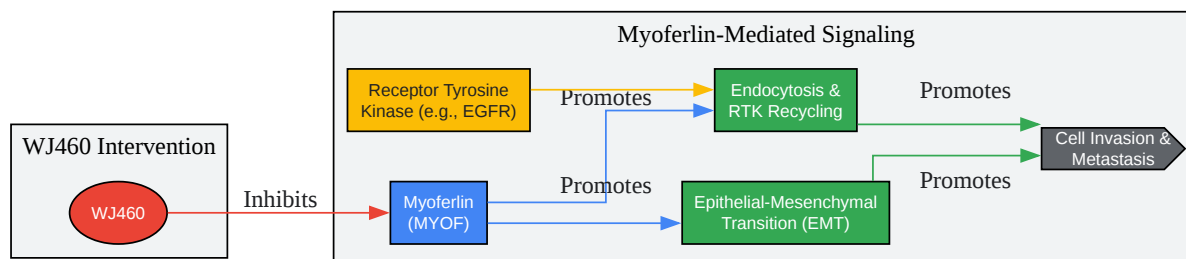 Myoferlin-Mediated Signaling
Receptor Tyrosine
Kinase (e.g., EGFR)
Promotes
Endocytosis &
RTK Recycling
Promotes
Cell Invasion &
Metastasis
WJ460 Intervention
WJ460
Inhibits
Myoferlin
(MYOF)
Promotes
Epithelial-Mesenchymal
Transition (EMT)
Promotes